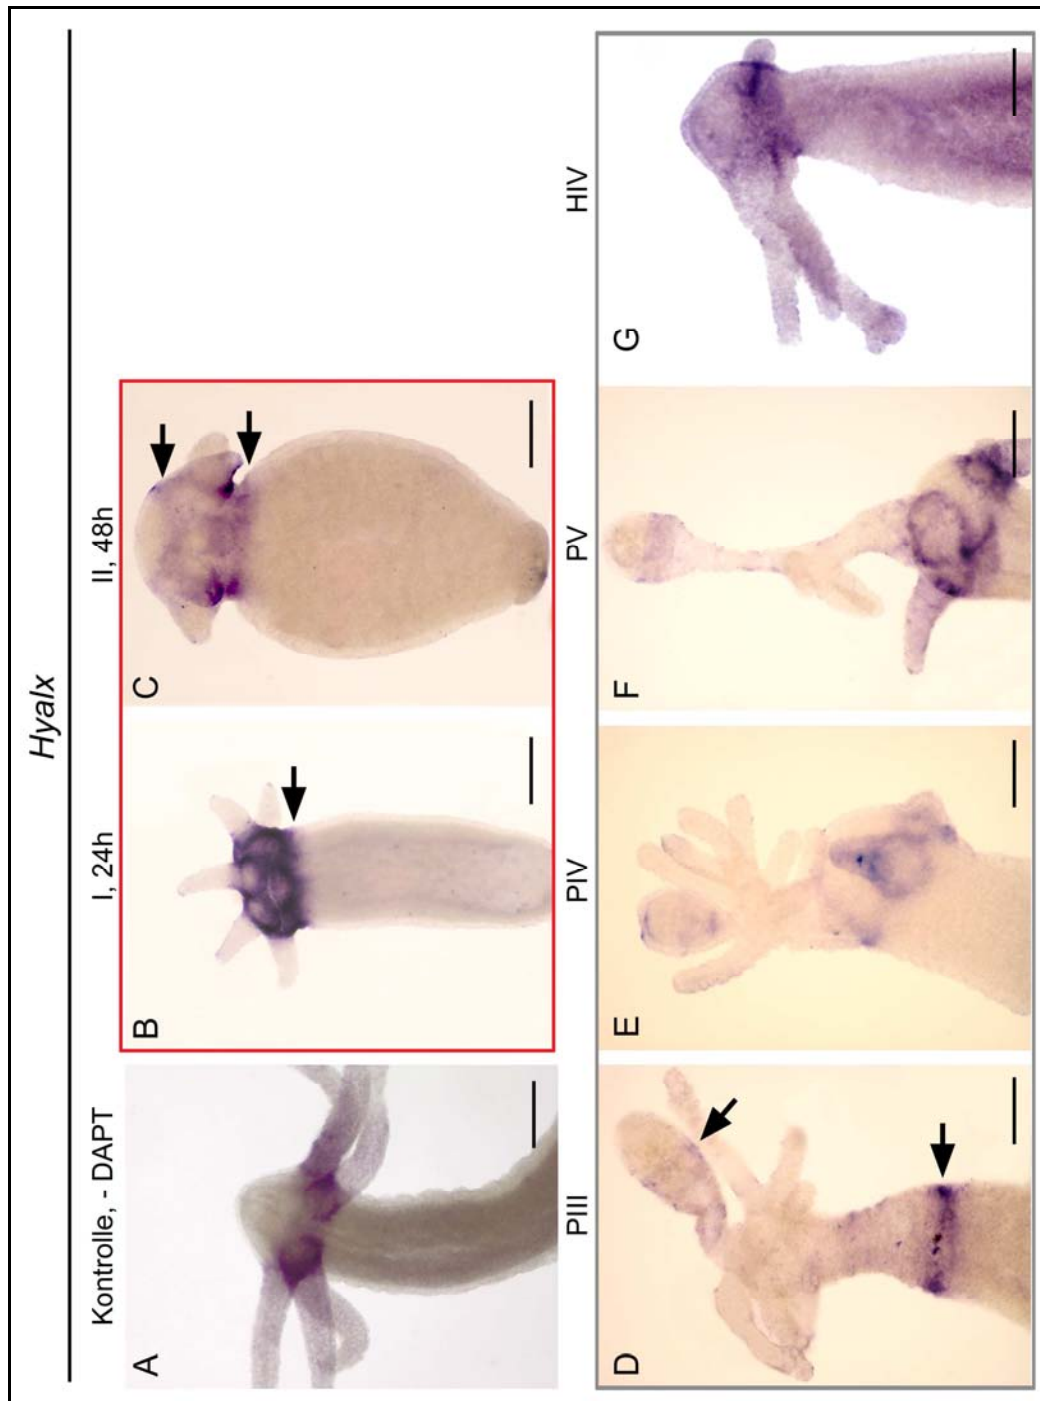 Hyalx
Kontrolle, - DAPT
I, 24h
II, 48h
A
B
C
PIII
PIV
PV
HIV
D
E
F
G